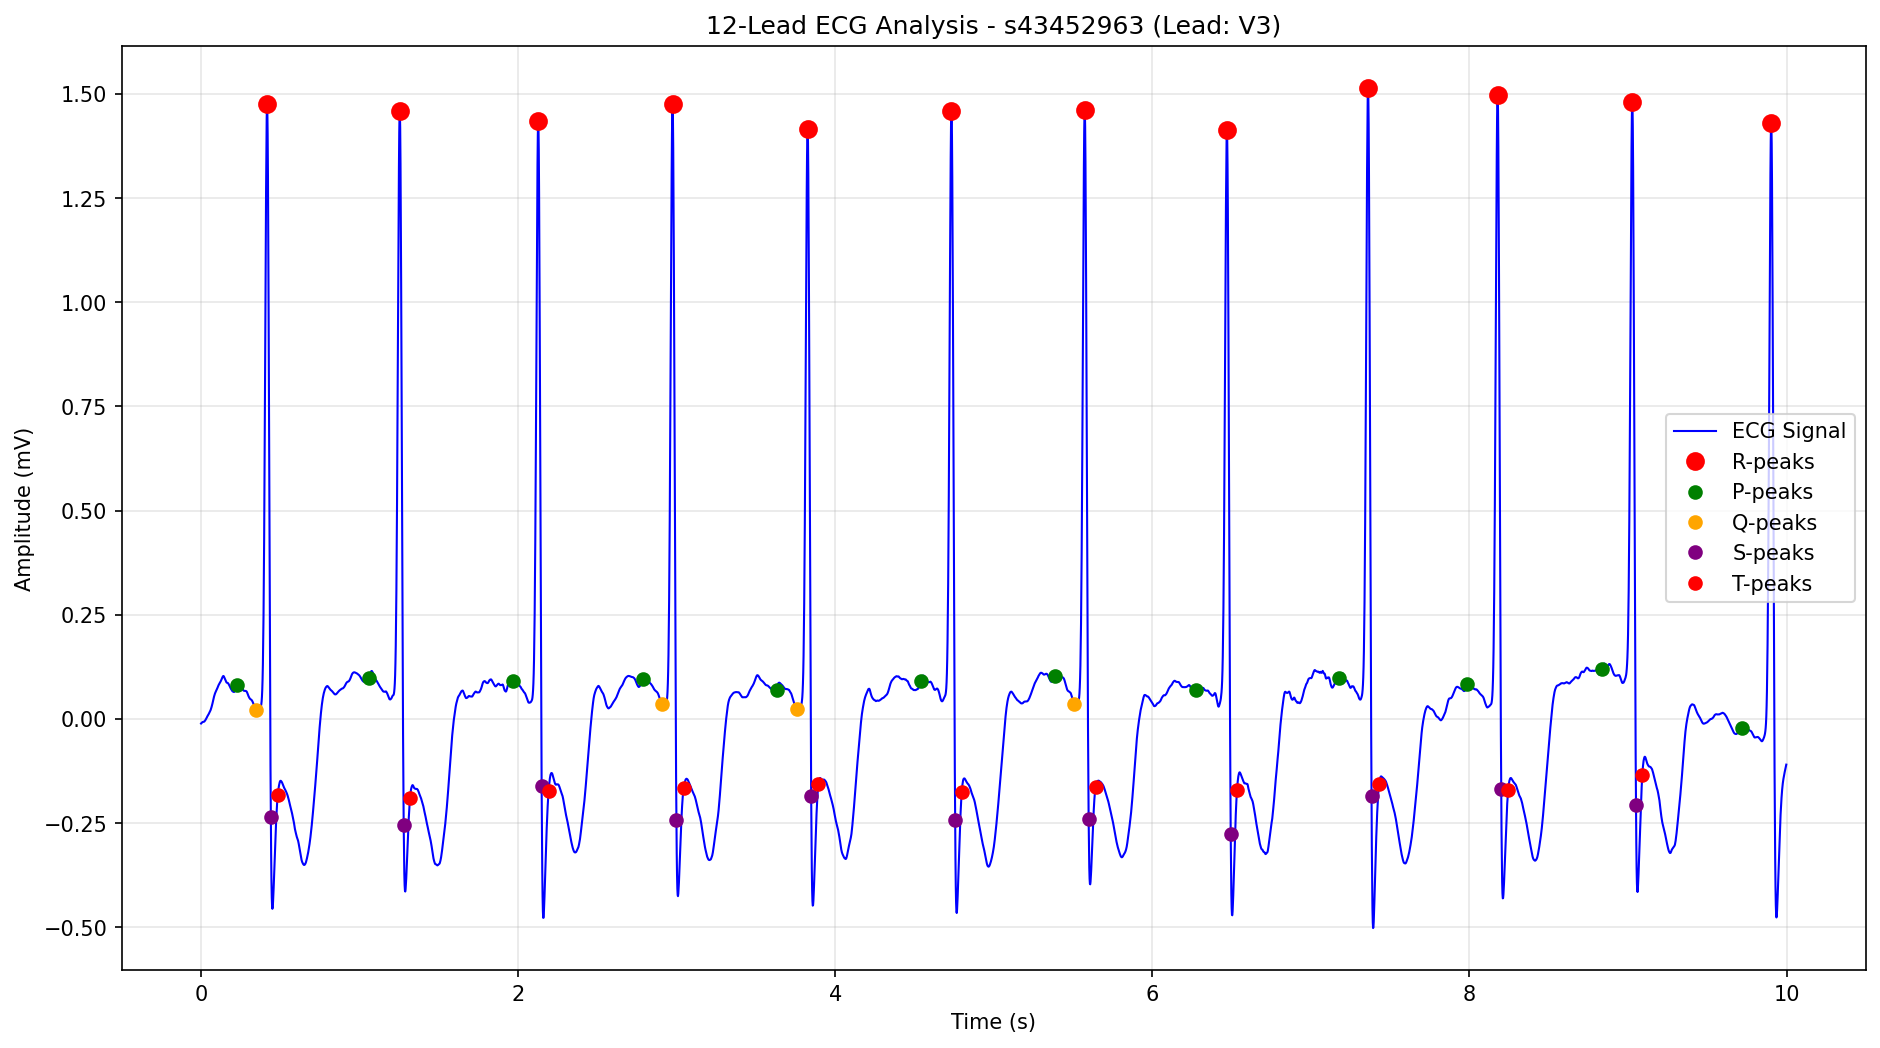 12-Lead ECG Analysis - s43452963 (Lead: V3)
1.50
1.25
1.00
0.75
0.50
0.25
0.00
−0.25
−0.50
Amplitude (mV)
ECG Signal
R-peaks
P-peaks
Q-peaks
S-peaks
T-peaks
0 2 4 6 8 10
Time (s)